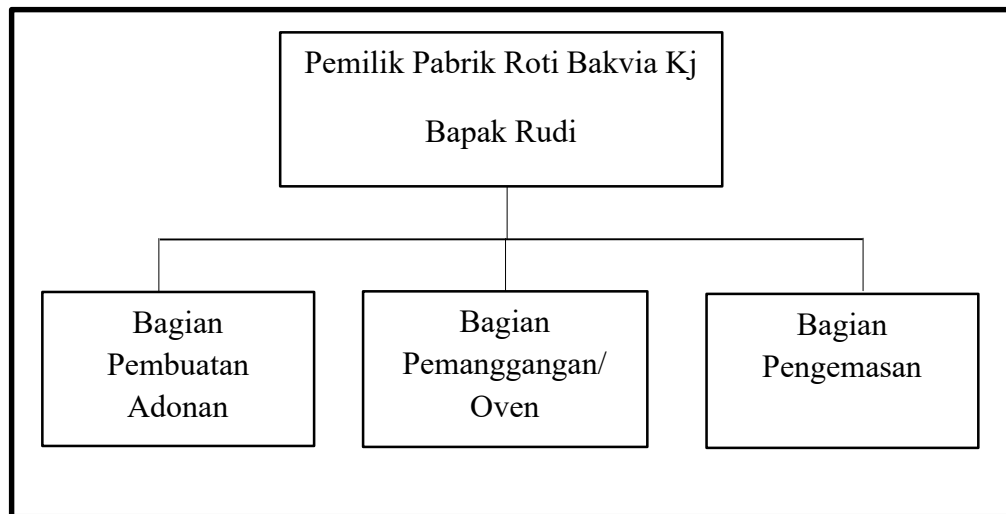 Pemilik Pabrik Roti Bakvia Kj
Bapak Rudi
Bagian
Pembuatan
Adonan
Bagian
Pemanggangan/
Oven
Bagian
Pengemasan